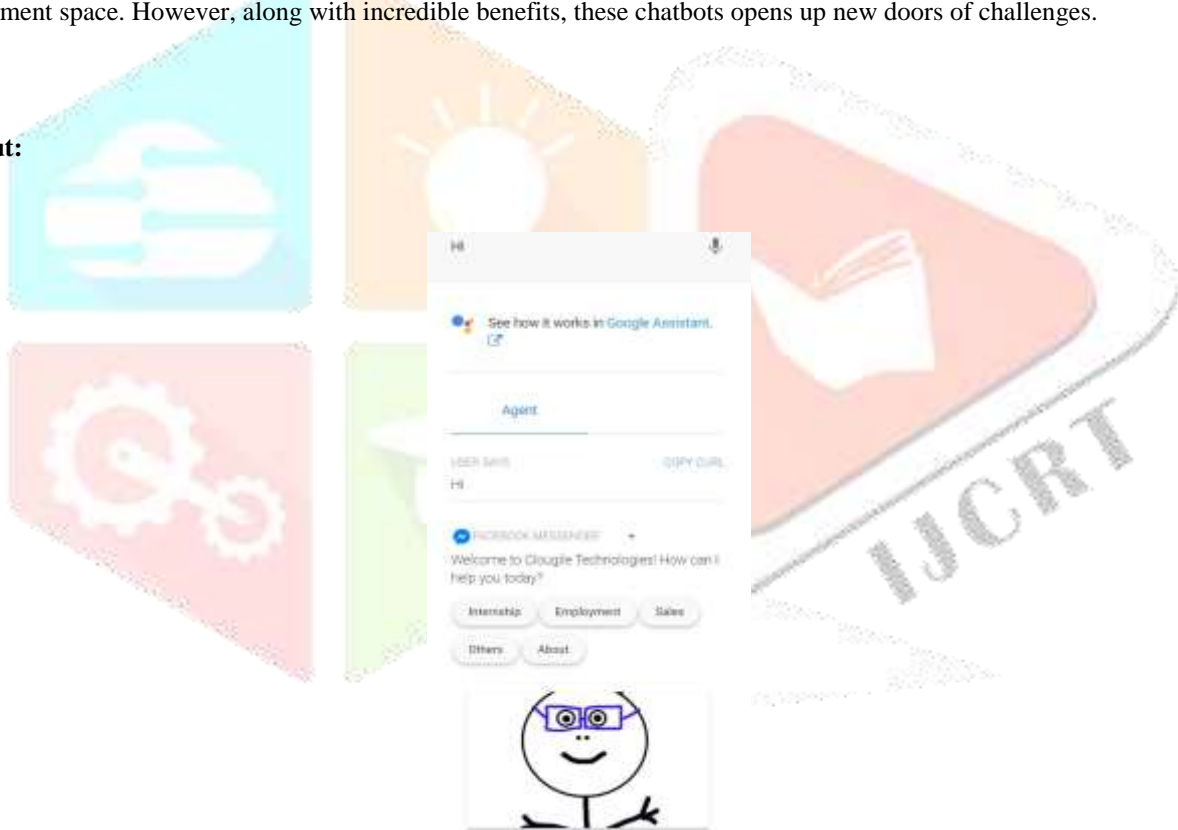 ment space. However, along with incredible benefits, these chatbots opens up new doors of challenges.
ut:
Hi
See how it works in Google Assistant.
Agent
USER SAYS COPY CURL
Hi
FACEBOOK MESSENGER
Welcome to Clougile Technologies! How can I
help you today?
Internship Employment Sales
Others About
IJCRT